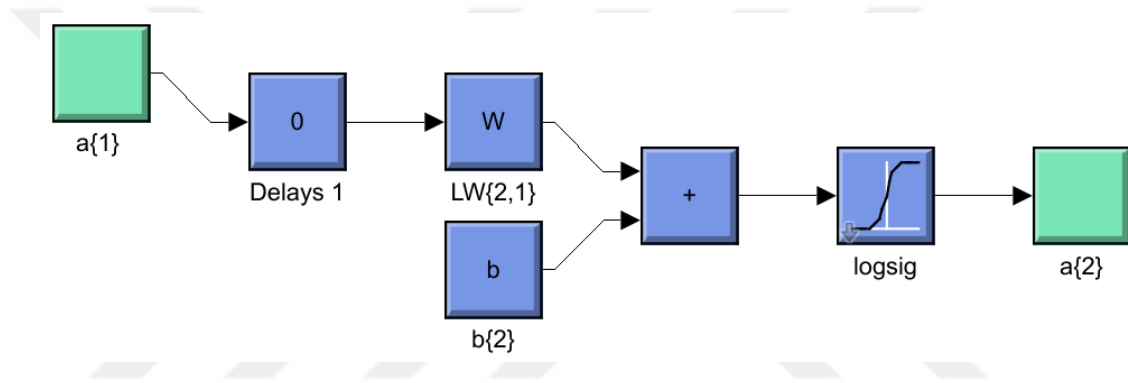 a{1}
0
Delays 1
W
LW{2,1}
b
b{2}
+
logsig
a{2}